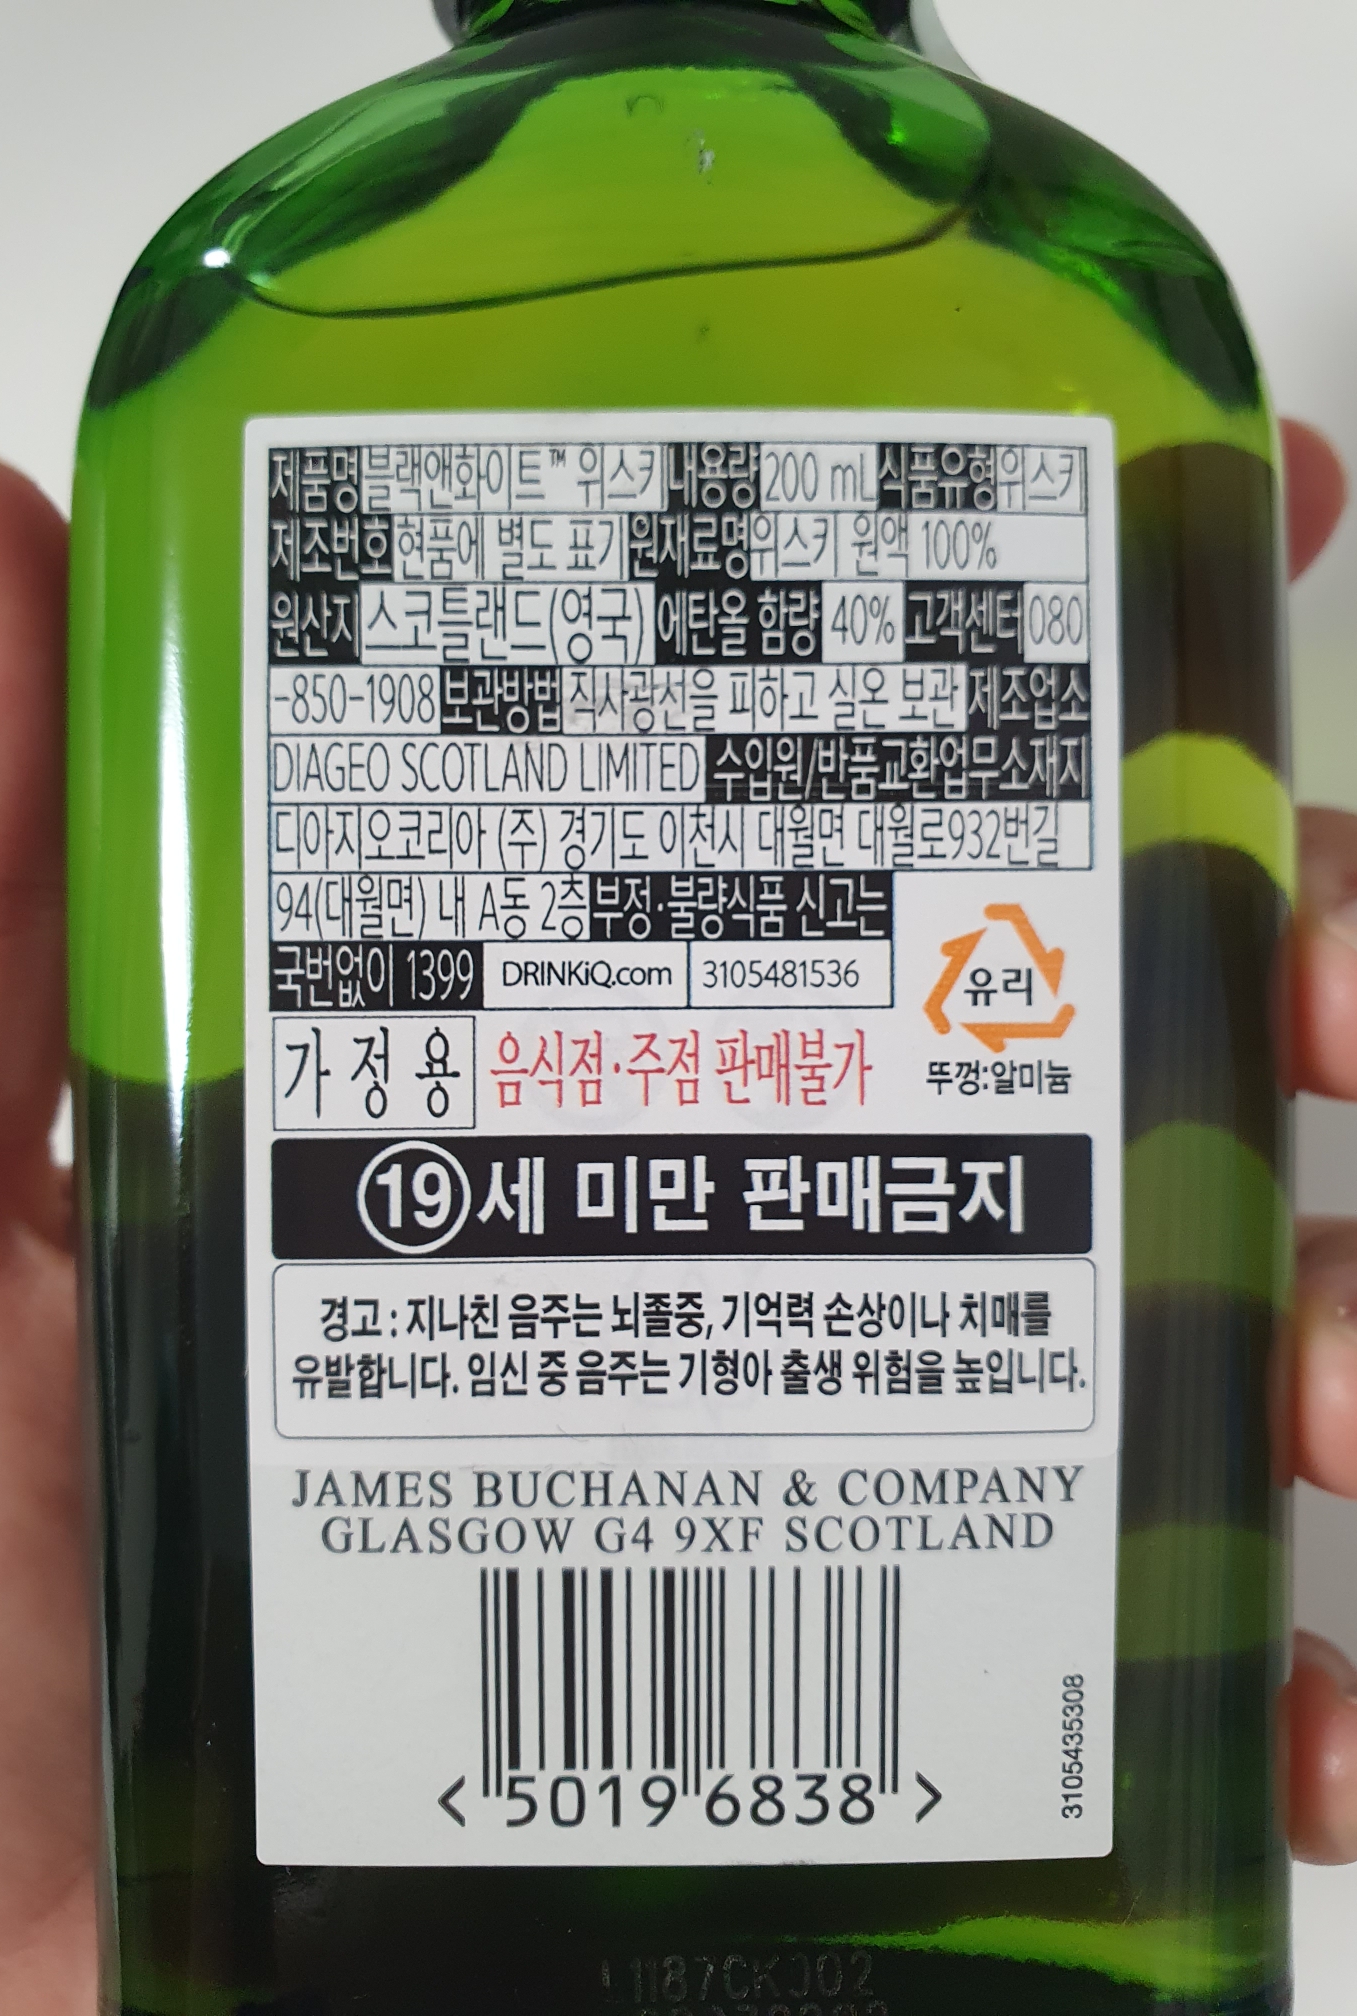 제품명 블랙앤화이트™ 위스키 내용량 200 mL 식품유형 위스키
제조번호 현품에 별도 표기 원재료명 위스키 원액 100%
원산지 스코틀랜드(영국) 에탄올 함량 40% 고객센터 080
-850-1908 보관방법 직사광선을 피하고 실온 보관 제조업소
DIAGEO SCOTLAND LIMITED 수입원/반품교환업무소재지
디아지오코리아 (주) 경기도 이천시 대월면 대월로932번길
94(대월면) 내 A동 2층 부정·불량식품 신고는
국번없이 1399 DRINKiQ.com 3105481536
유리
뚜껑:알미늄
가 정 용 음식점·주점 판매불가
19세 미만 판매금지
경고 : 지나친 음주는 뇌졸중, 기억력 손상이나 치매를
유발합니다. 임신 중 음주는 기형아 출생 위험을 높입니다.
JAMES BUCHANAN & COMPANY
GLASGOW G4 9XF SCOTLAND
< 5019 6838 >
3105435308